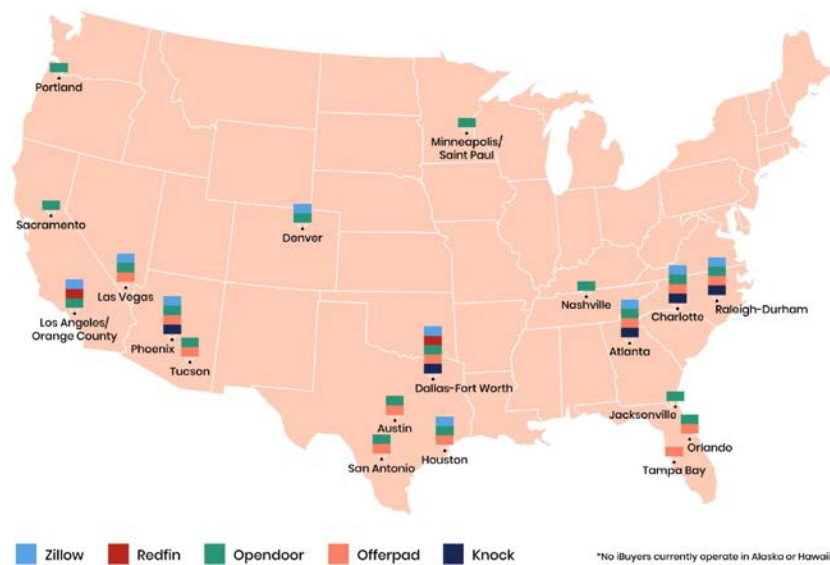 Portland
Minneapolis/
Saint Paul
Sacramento
Denver
Las Vegas
Nashville
Charlotte
Raleigh-Durham
Los Angeles/
Orange County
Phoenix
Tucson
Atlanta
Dallas-Fort Worth
Jacksonville
Austin
Orlando
San Antonio
Houston
Tampa Bay
Zillow
Redfin
Opendoor
Offerpad
Knock
*No iBuyers currently operate in Alaska or Hawaii